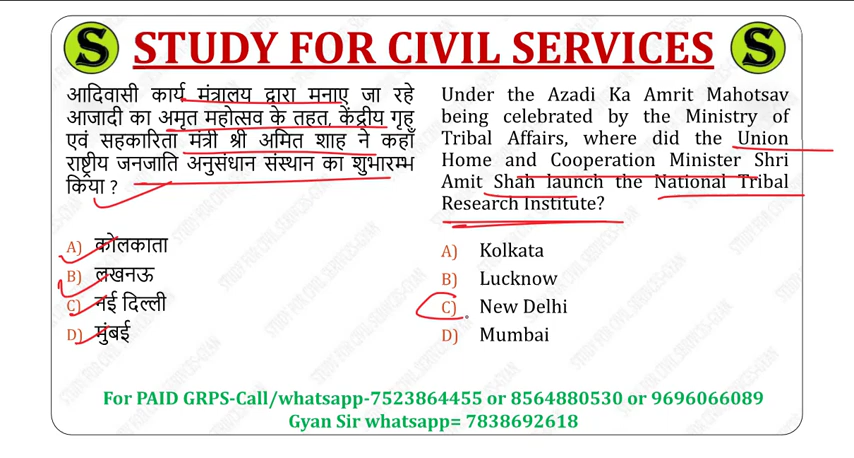 S STUDY FOR CIVIL SERVICES S
आदिवासी कार्य मंत्रालय द्वारा मनाए जा रहे
आजादी का अमृत महोत्सव के तहत, केंद्रीय गृह
एवं सहकारिता मंत्री श्री अमित शाह ने कहाँ
राष्ट्रीय जनजाति अनुसंधान संस्थान का शुभारम्भ
किया ?
A) कोलकाता
B) लखनऊ
C) नई दिल्ली
D) मुंबई
Under the Azadi Ka Amrit Mahotsav
being celebrated by the Ministry of
Tribal Affairs, where did the Union
Home and Cooperation Minister Shri
Amit Shah launch the National Tribal
Research Institute?
A) Kolkata
B) Lucknow
C) New Delhi
D) Mumbai
For PAID GRPS-Call/whatsapp-7523864455 or 8564880530 or 9696066089
Gyan Sir whatsapp= 7838692618